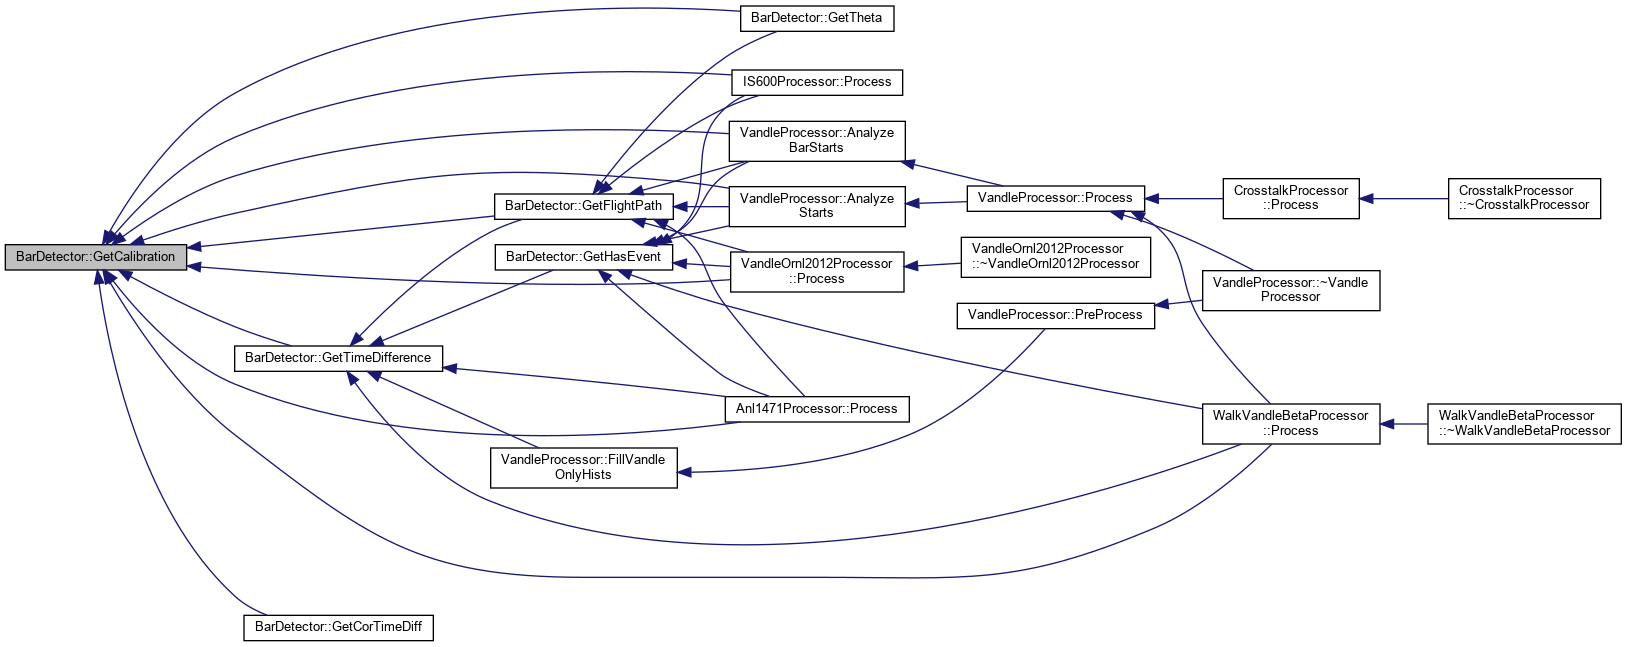 BarDetector::GetTheta
IS600Processor::Process
VandleProcessor::Analyze
BarStarts
CrosstalkProcessor
::Process
CrosstalkProcessor
::~CrosstalkProcessor
VandleProcessor::Process
VandleProcessor::Analyze
Starts
BarDetector::GetFlightPath
BarDetector::GetCalibration
BarDetector::GetHasEvent
VandleOrnl2012Processor
::~VandleOrnl2012Processor
VandleOrnl2012Processor
::Process
VandleProcessor::~Vandle
Processor
VandleProcessor::PreProcess
BarDetector::GetTimeDifference
Anl1471Processor::Process
WalkVandleBetaProcessor
::Process
WalkVandleBetaProcessor
::~WalkVandleBetaProcessor
VandleProcessor::FillVandle
OnlyHists
BarDetector::GetCorTimeDiff